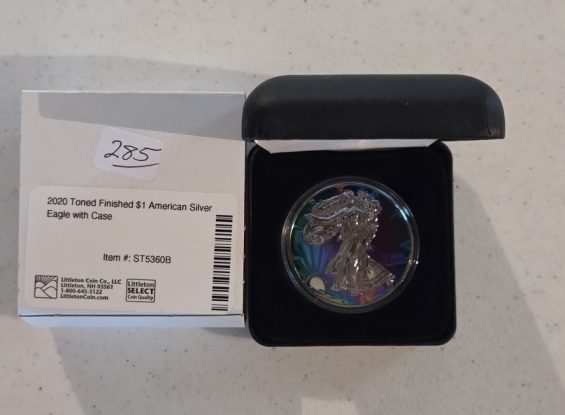 285
2020 Toned Finished $1 American Silver
Eagle with Case
Item #: ST5360B
Littleton Coin Co., LLC
Littleton, NH 03561
1-800-645-3122
LittletonCoin.com
Littleton
SELECT
Coin Quality